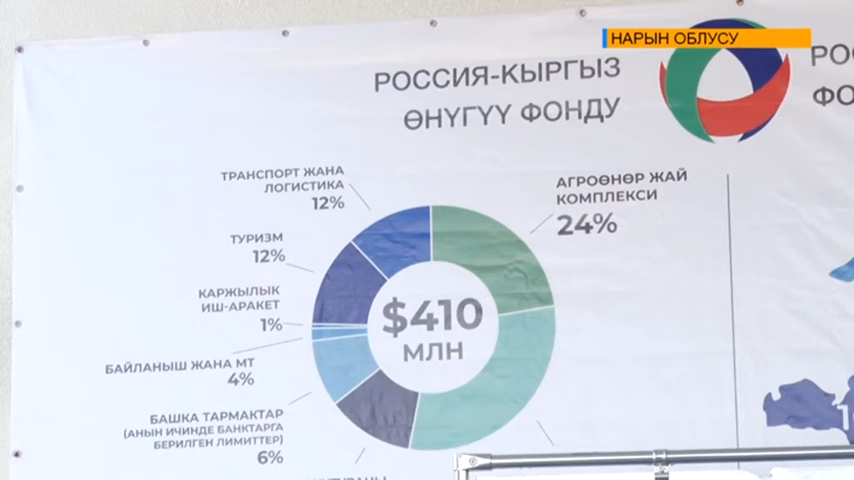 НАРЫН ОБЛУСУ
РОССИЯ-КЫРГЫЗ
ӨНҮГҮҮ ФОНДУ
ТРАНСПОРТ ЖАНА
ЛОГИСТИКА
12%
АГРОӨНӨР ЖАЙ
КОМПЛЕКСИ
24%
ТУРИЗМ
12%
КАРЖЫЛЫК
ИШ-АРАКЕТ
1%
$410
МЛН
БАЙЛАНЫШ ЖАНА МТ
4%
БАШКА ТАРМАКТАР
(АНЫН ИЧИНДЕ БАНКТАРГА
БЕРИЛГЕН ЛИМИТТЕР)
6%